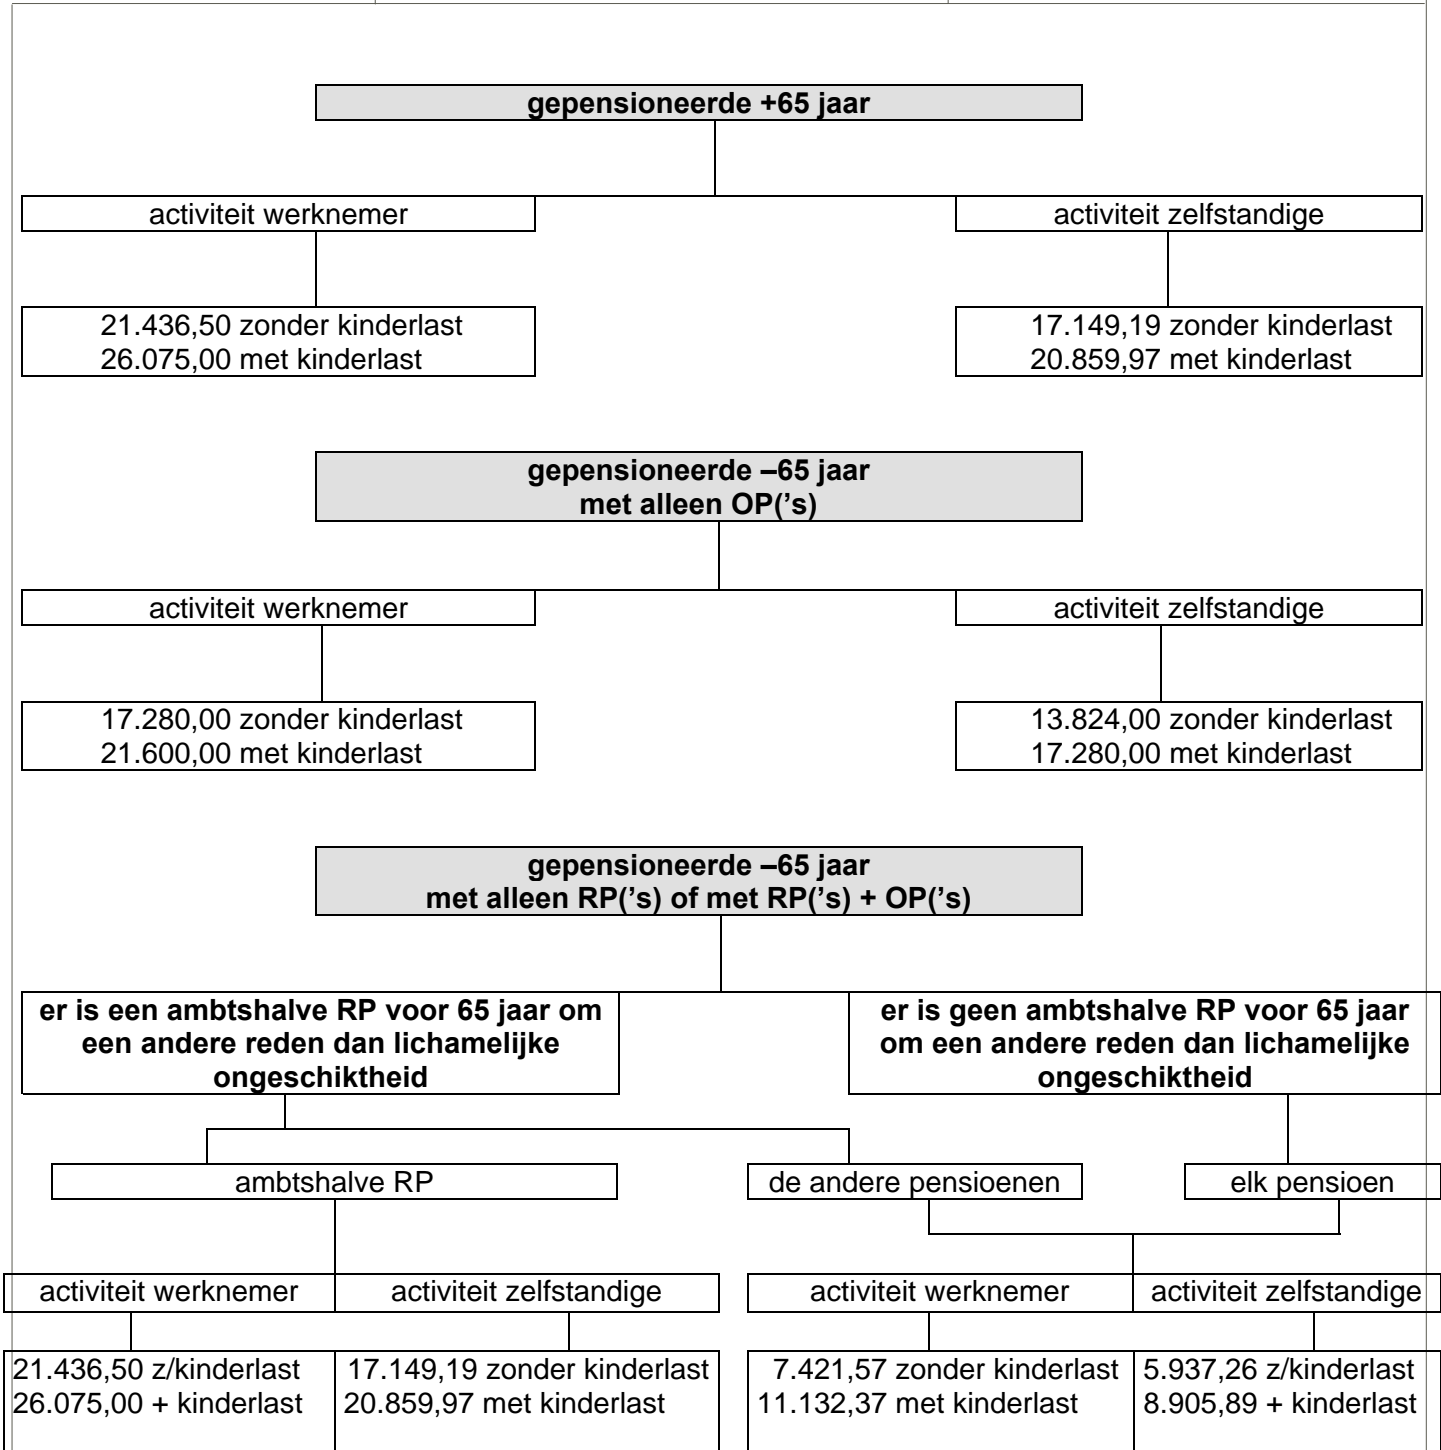 gepensioneerde +65 jaar
activiteit werknemer
activiteit zelfstandige
21.436,50 zonder kinderlast
26.075,00 met kinderlast
17.149,19 zonder kinderlast
20.859,97 met kinderlast
gepensioneerde –65 jaar
met alleen OP(’s)
activiteit werknemer
activiteit zelfstandige
17.280,00 zonder kinderlast
21.600,00 met kinderlast
13.824,00 zonder kinderlast
17.280,00 met kinderlast
gepensioneerde –65 jaar
met alleen RP(’s) of met RP(’s) + OP(’s)
er is een ambtshalve RP voor 65 jaar om
een andere reden dan lichamelijke
ongeschiktheid
er is geen ambtshalve RP voor 65 jaar
om een andere reden dan lichamelijke
ongeschiktheid
ambtshalve RP
de andere pensioenen
elk pensioen
activiteit werknemer
activiteit zelfstandige
activiteit werknemer
activiteit zelfstandige
21.436,50 z/kinderlast
26.075,00 + kinderlast
17.149,19 zonder kinderlast
20.859,97 met kinderlast
7.421,57 zonder kinderlast
11.132,37 met kinderlast
5.937,26 z/kinderlast
8.905,89 + kinderlast